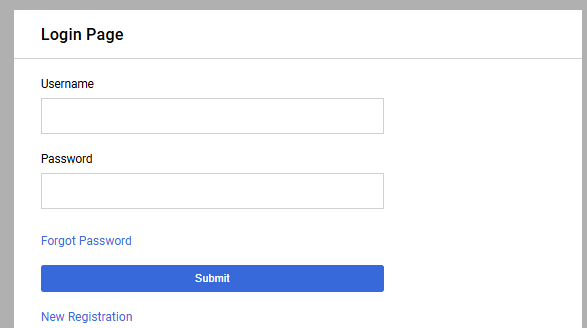 Login Page
Username
Password
Forgot Password
Submit
New Registration